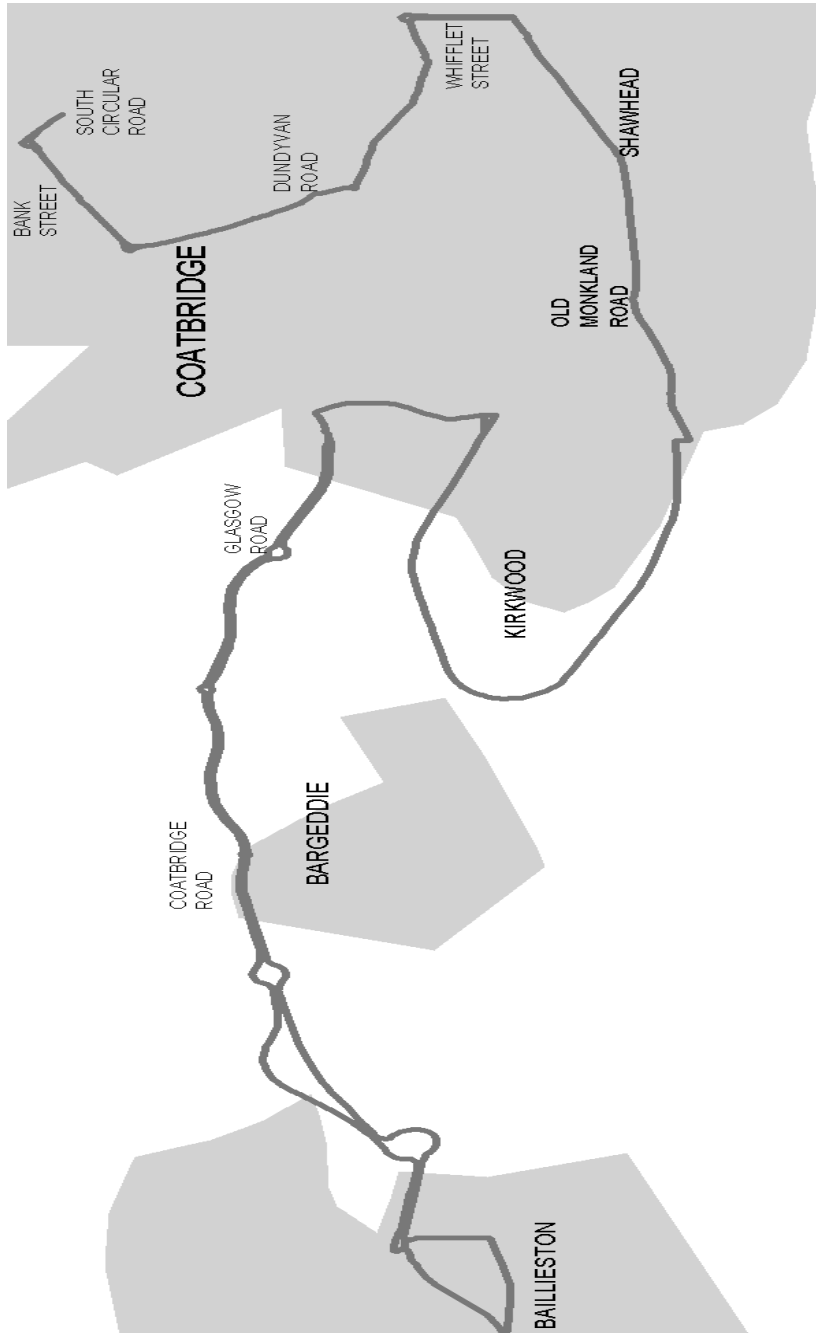 BANK
STREET
SOUTH
CIRCULAR
ROAD
COATBRIDGE
ROAD
COATBRIDGE
GLASGOW
ROAD
DUNDYVAN
ROAD
BARGEDDIE
WHIFFLET
STREET
KIRKWOOD
BAILLIESTON
OLD
MONKLAND
ROAD
SHAWHEAD